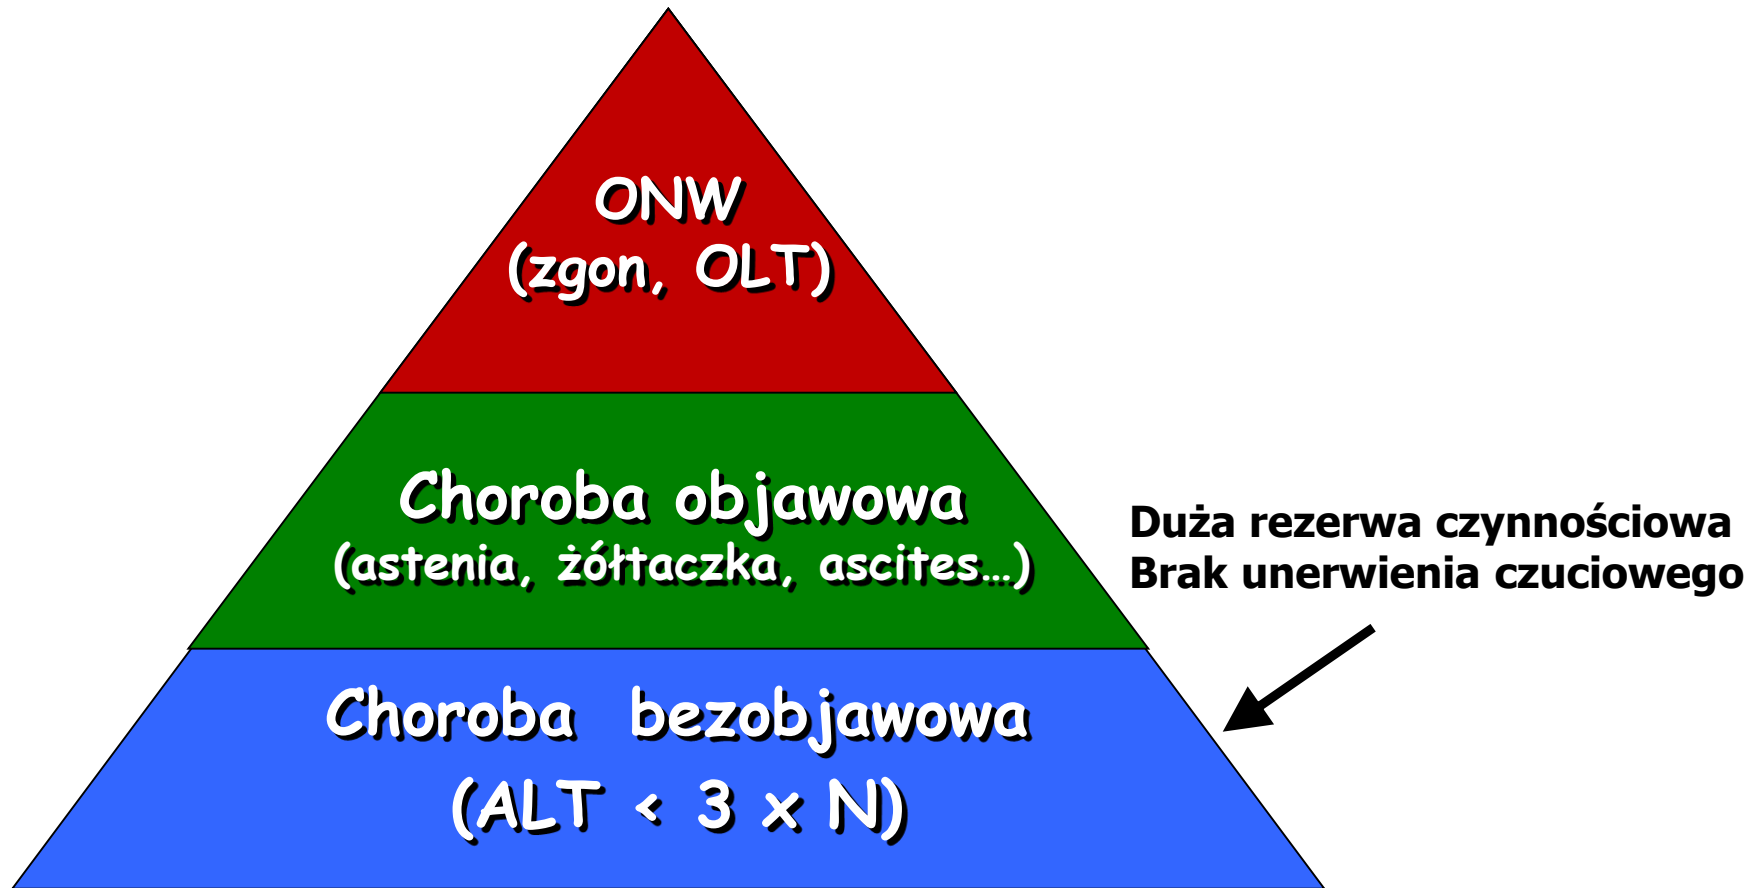 ONW
(zgon, OLT)
Choroba objawowa
(astenia, żółtaczka, ascites…)
Duża rezerwa czynnościowa
Brak unerwienia czuciowego
Choroba bezobjawowa
(ALT < 3 x N)